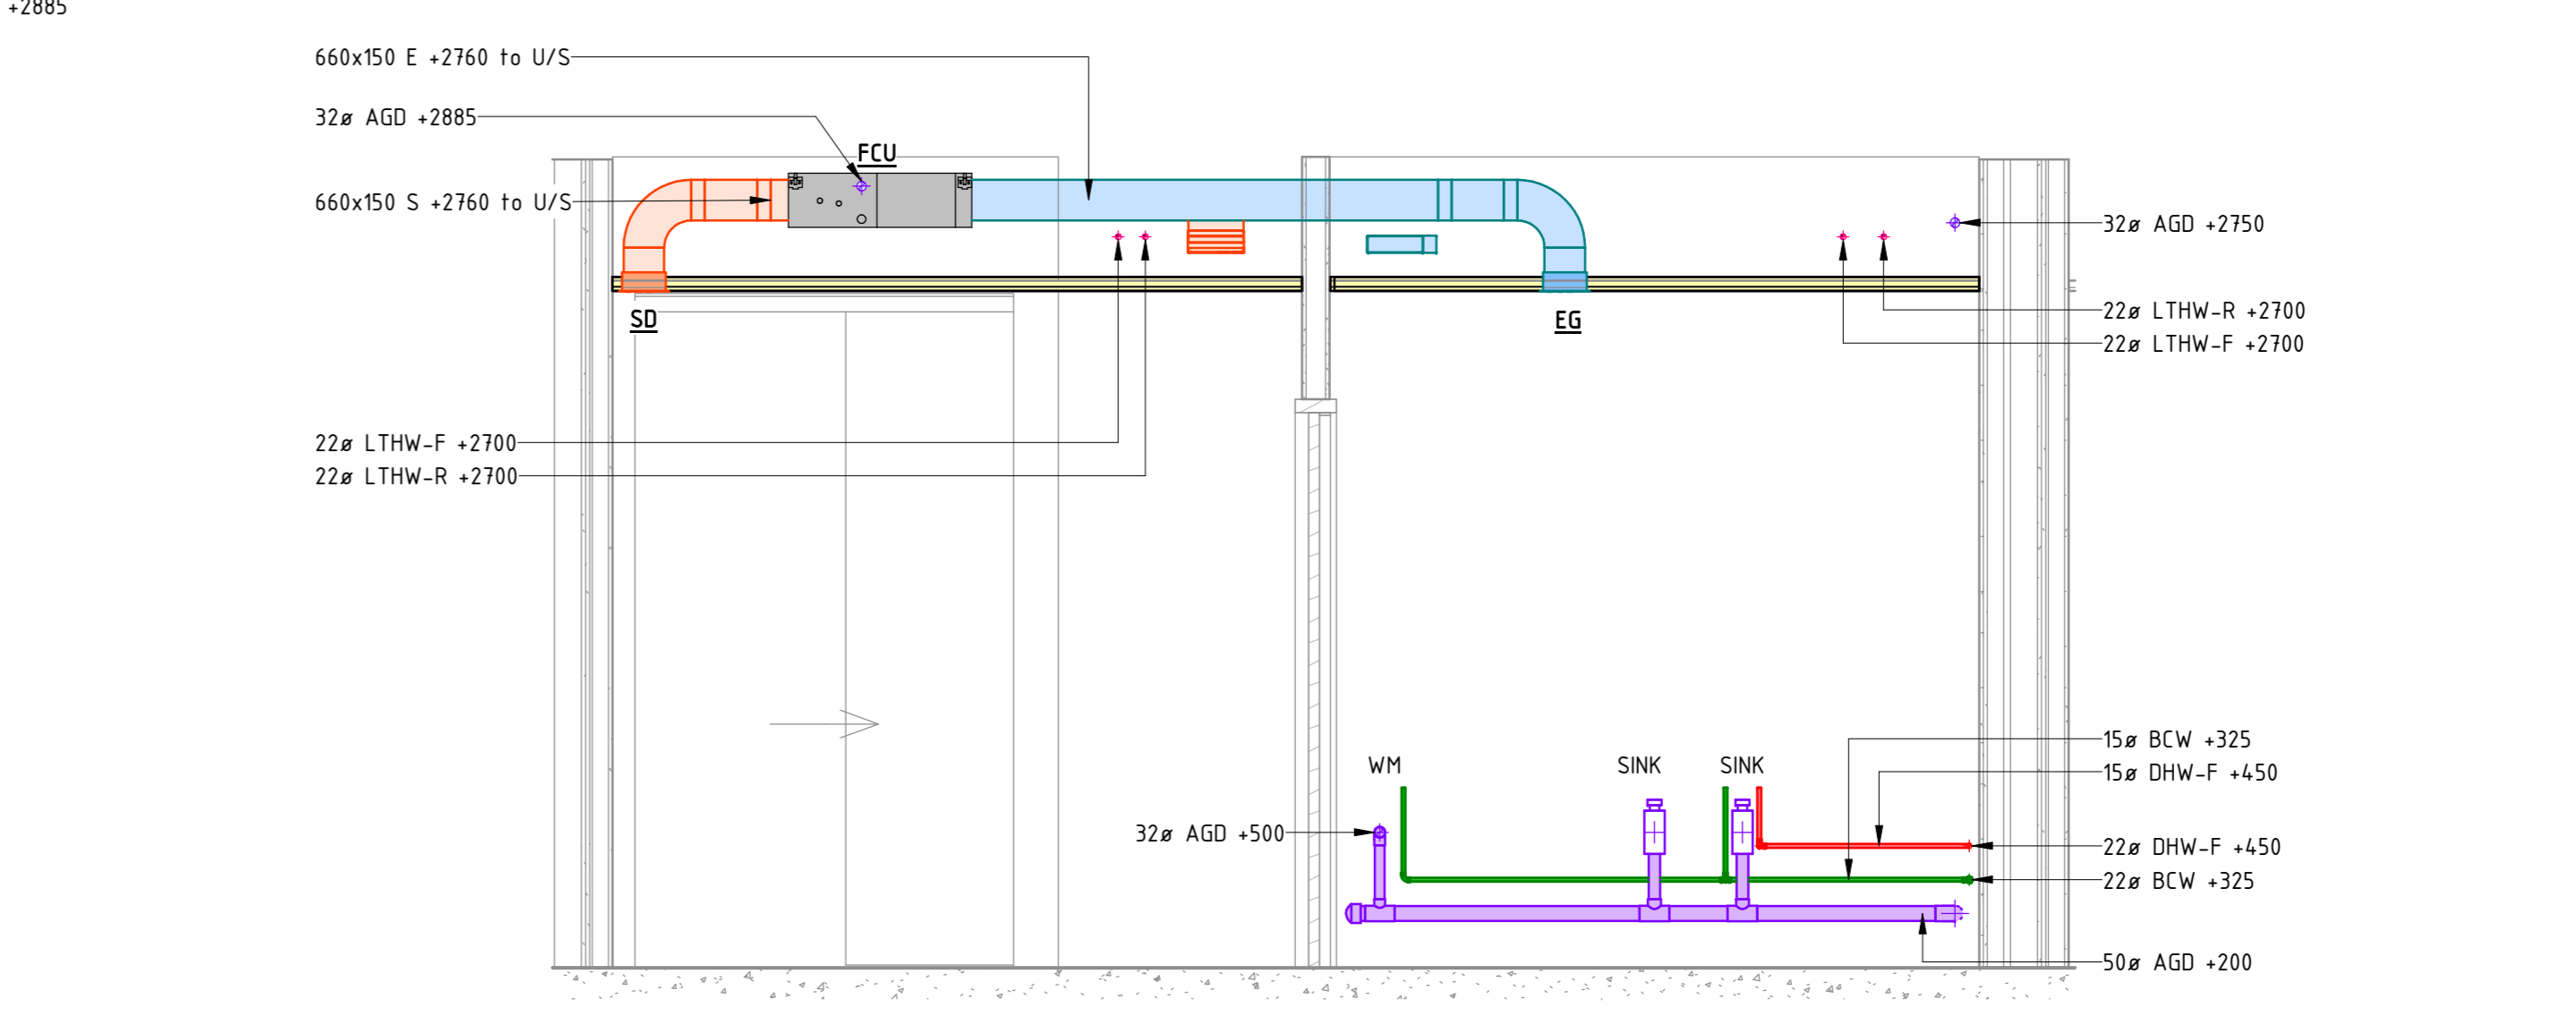 +2885
660x150 E +2760 to U/S
32ø AGD +2885
FCU
660x150 S +2760 to U/S
32ø AGD +2750
22ø LTHW-R +2700
SD
EG
22ø LTHW-F +2700
22ø LTHW-F +2700
22ø LTHW-R +2700
15ø BCW +325
WM
SINK
SINK
15ø DHW-F +450
32ø AGD +500
22ø DHW-F +450
22ø BCW +325
50ø AGD +200